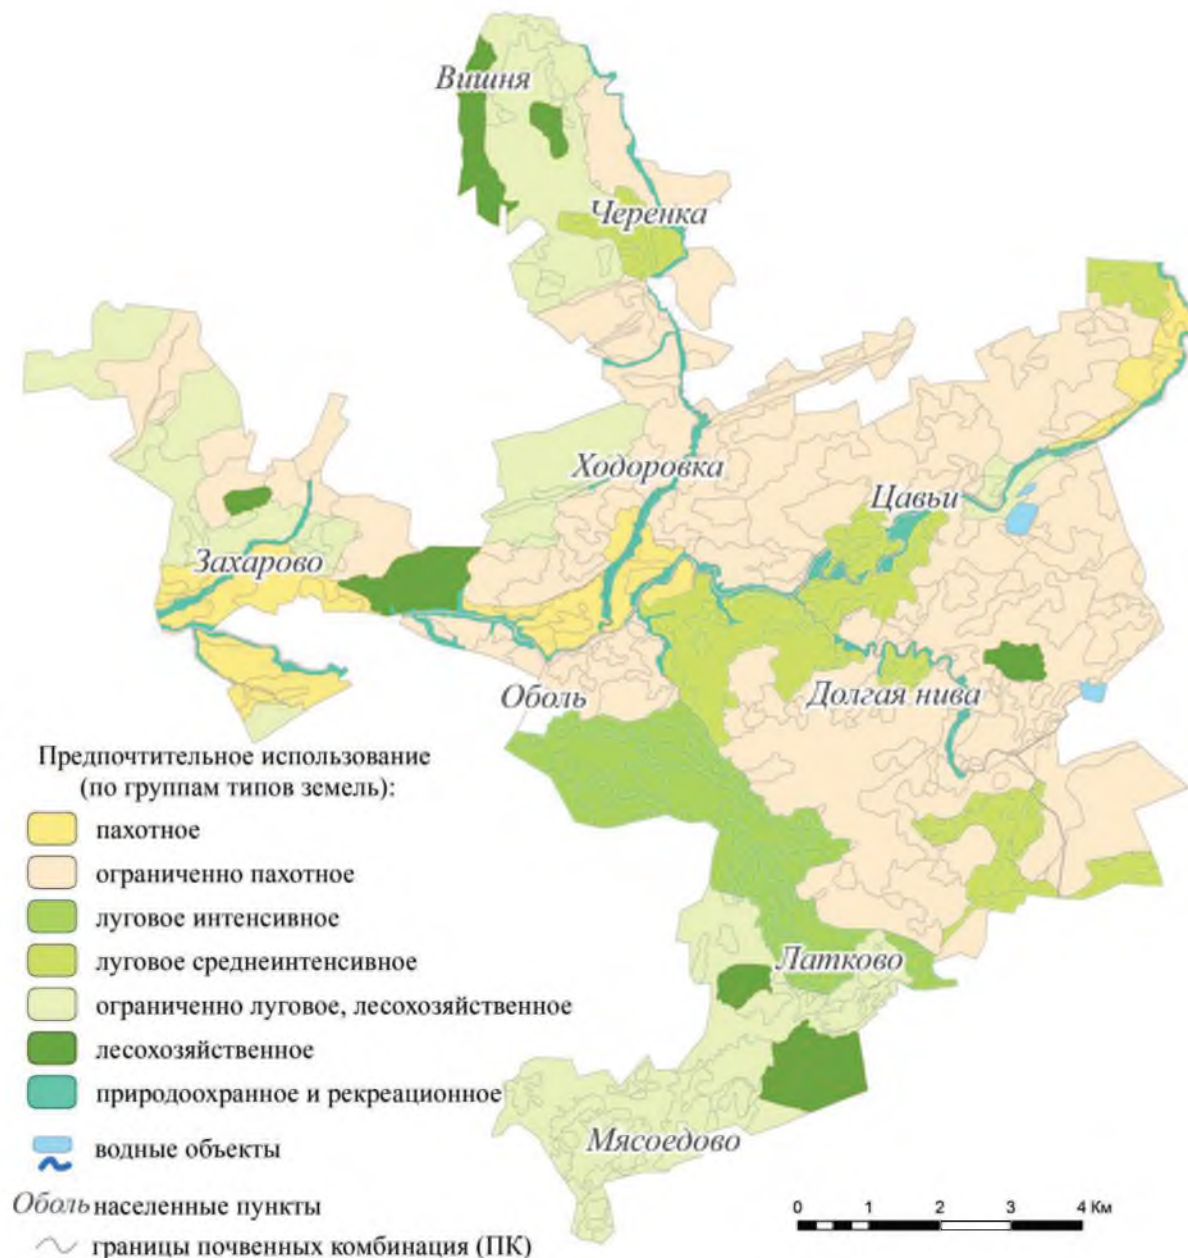 Вишня
Черенка
Ходоровка
Цавьи
Захарово
Оболь
Долгая нива
Предпочтительное использование
(по группам типов земель):
пахотное
ограниченно пахотное
луговое интенсивное
луговое среднеинтенсивное
Латково
ограниченно луговое, лесохозяйственное
лесохозяйственное
природоохранное и рекреационное
Мясоедово
водные объекты
Оболь населенные пункты
0 1 2 3 4 Км
границы почвенных комбинация (ПК)